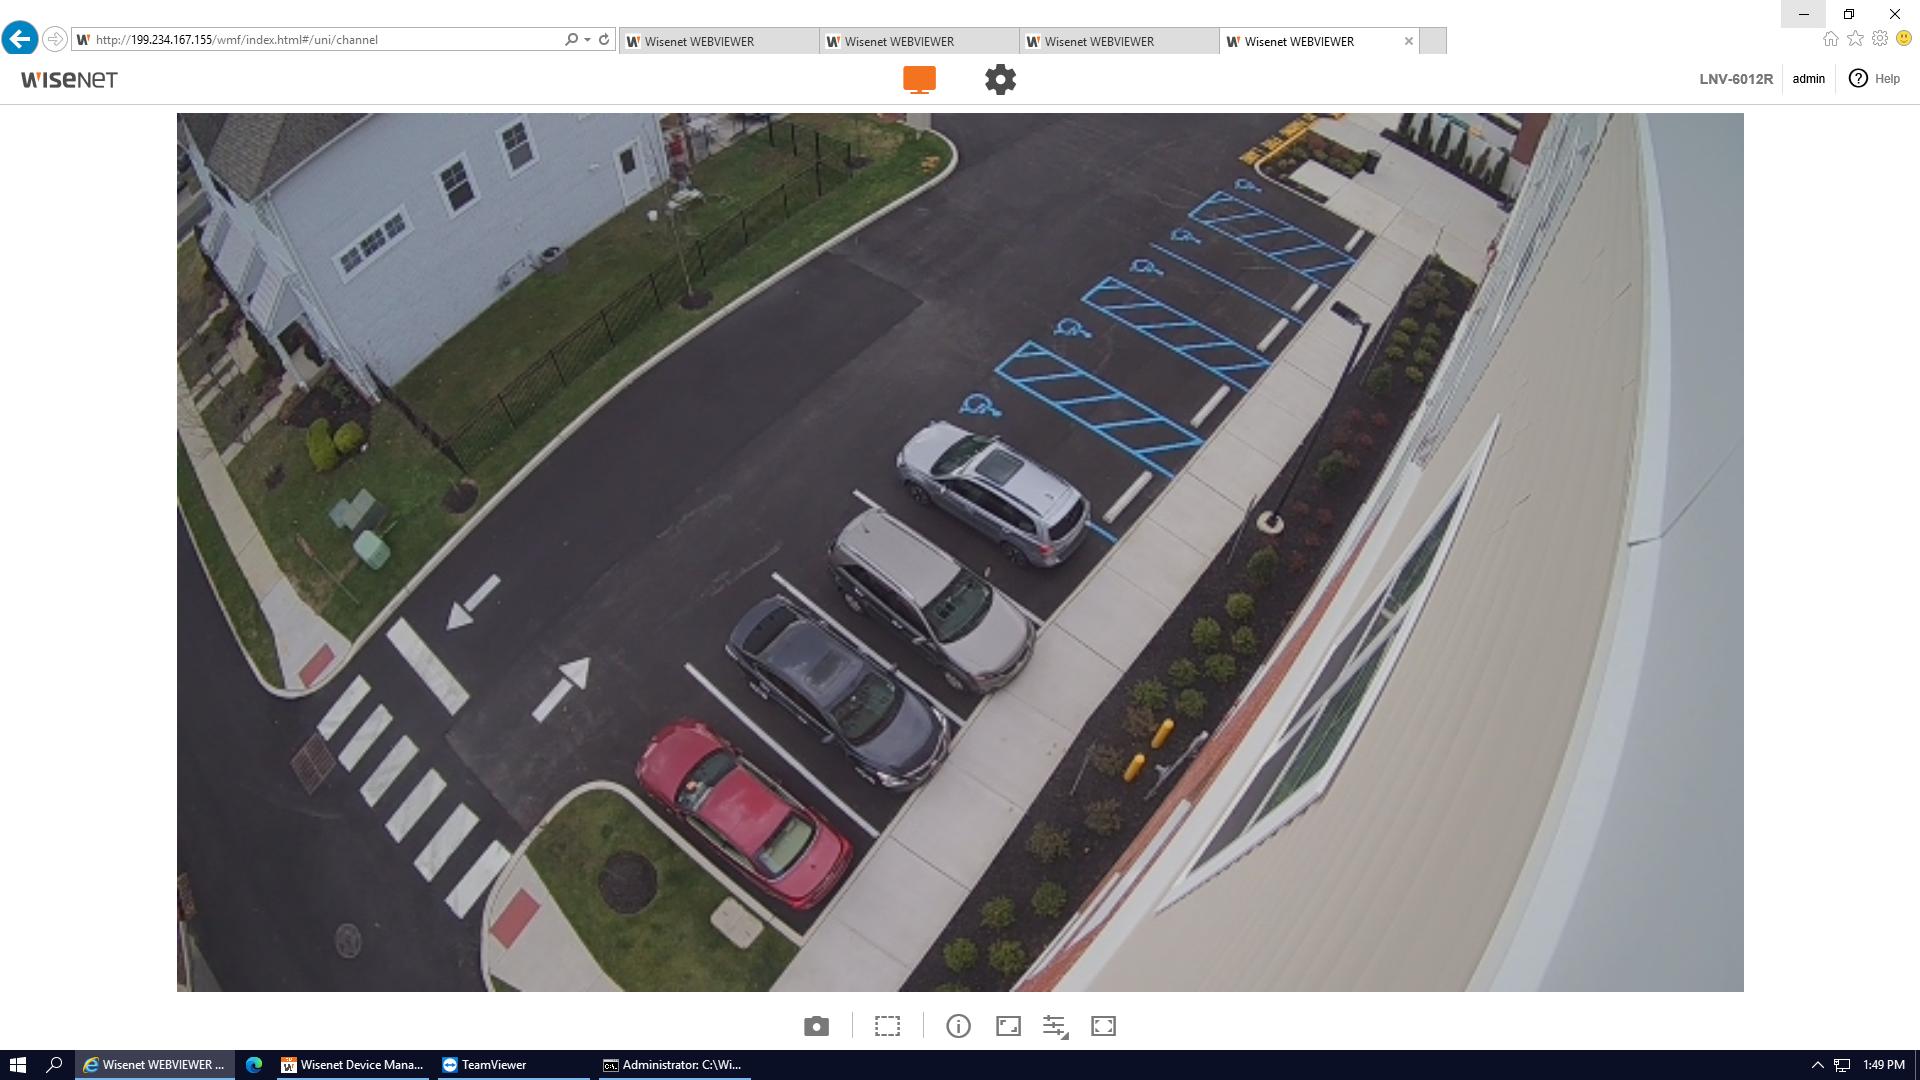 http://199.234.167.155/wmf/index.html#/uni/channel
Wisenet WEBVIEWER
Wisenet WEBVIEWER
Wisenet WEBVIEWER
Wisenet WEBVIEWER
WISENET
LNV-6012R
admin
? Help
Wisenet WEBVIEWER ...
Wisenet Device Mana...
TeamViewer
Administrator: C:\Wi...
1:49 PM